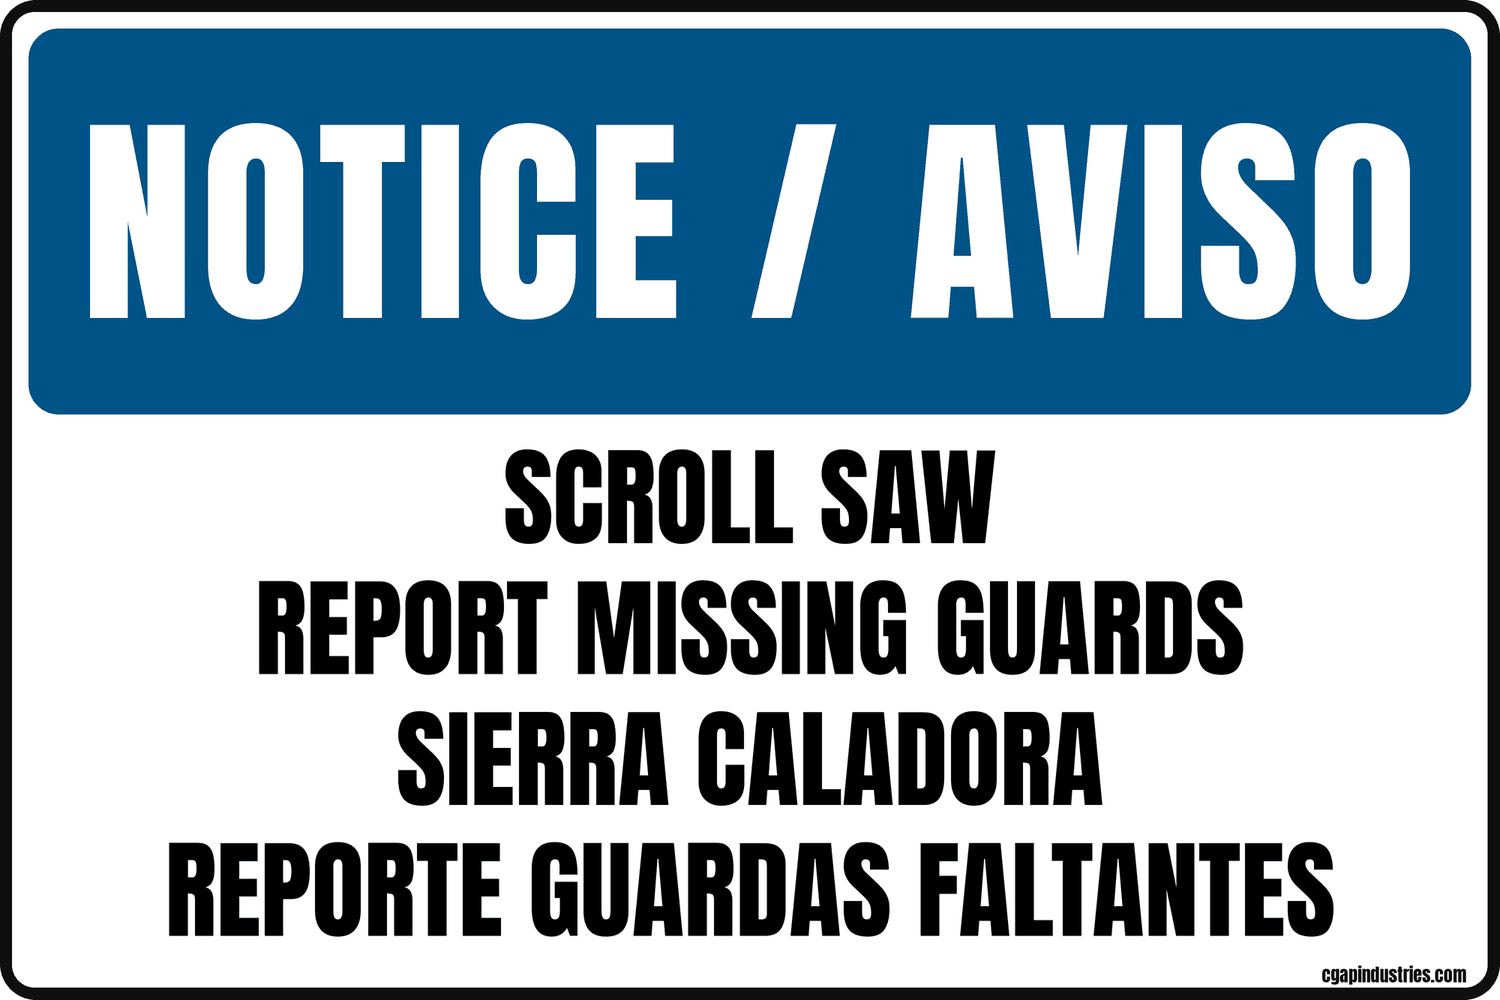 NOTICE / AVISO
SCROLL SAW
REPORT MISSING GUARDS
SIERRA CALADORA
REPORTE GUARDAS FALTANTES
cgapindustries.com